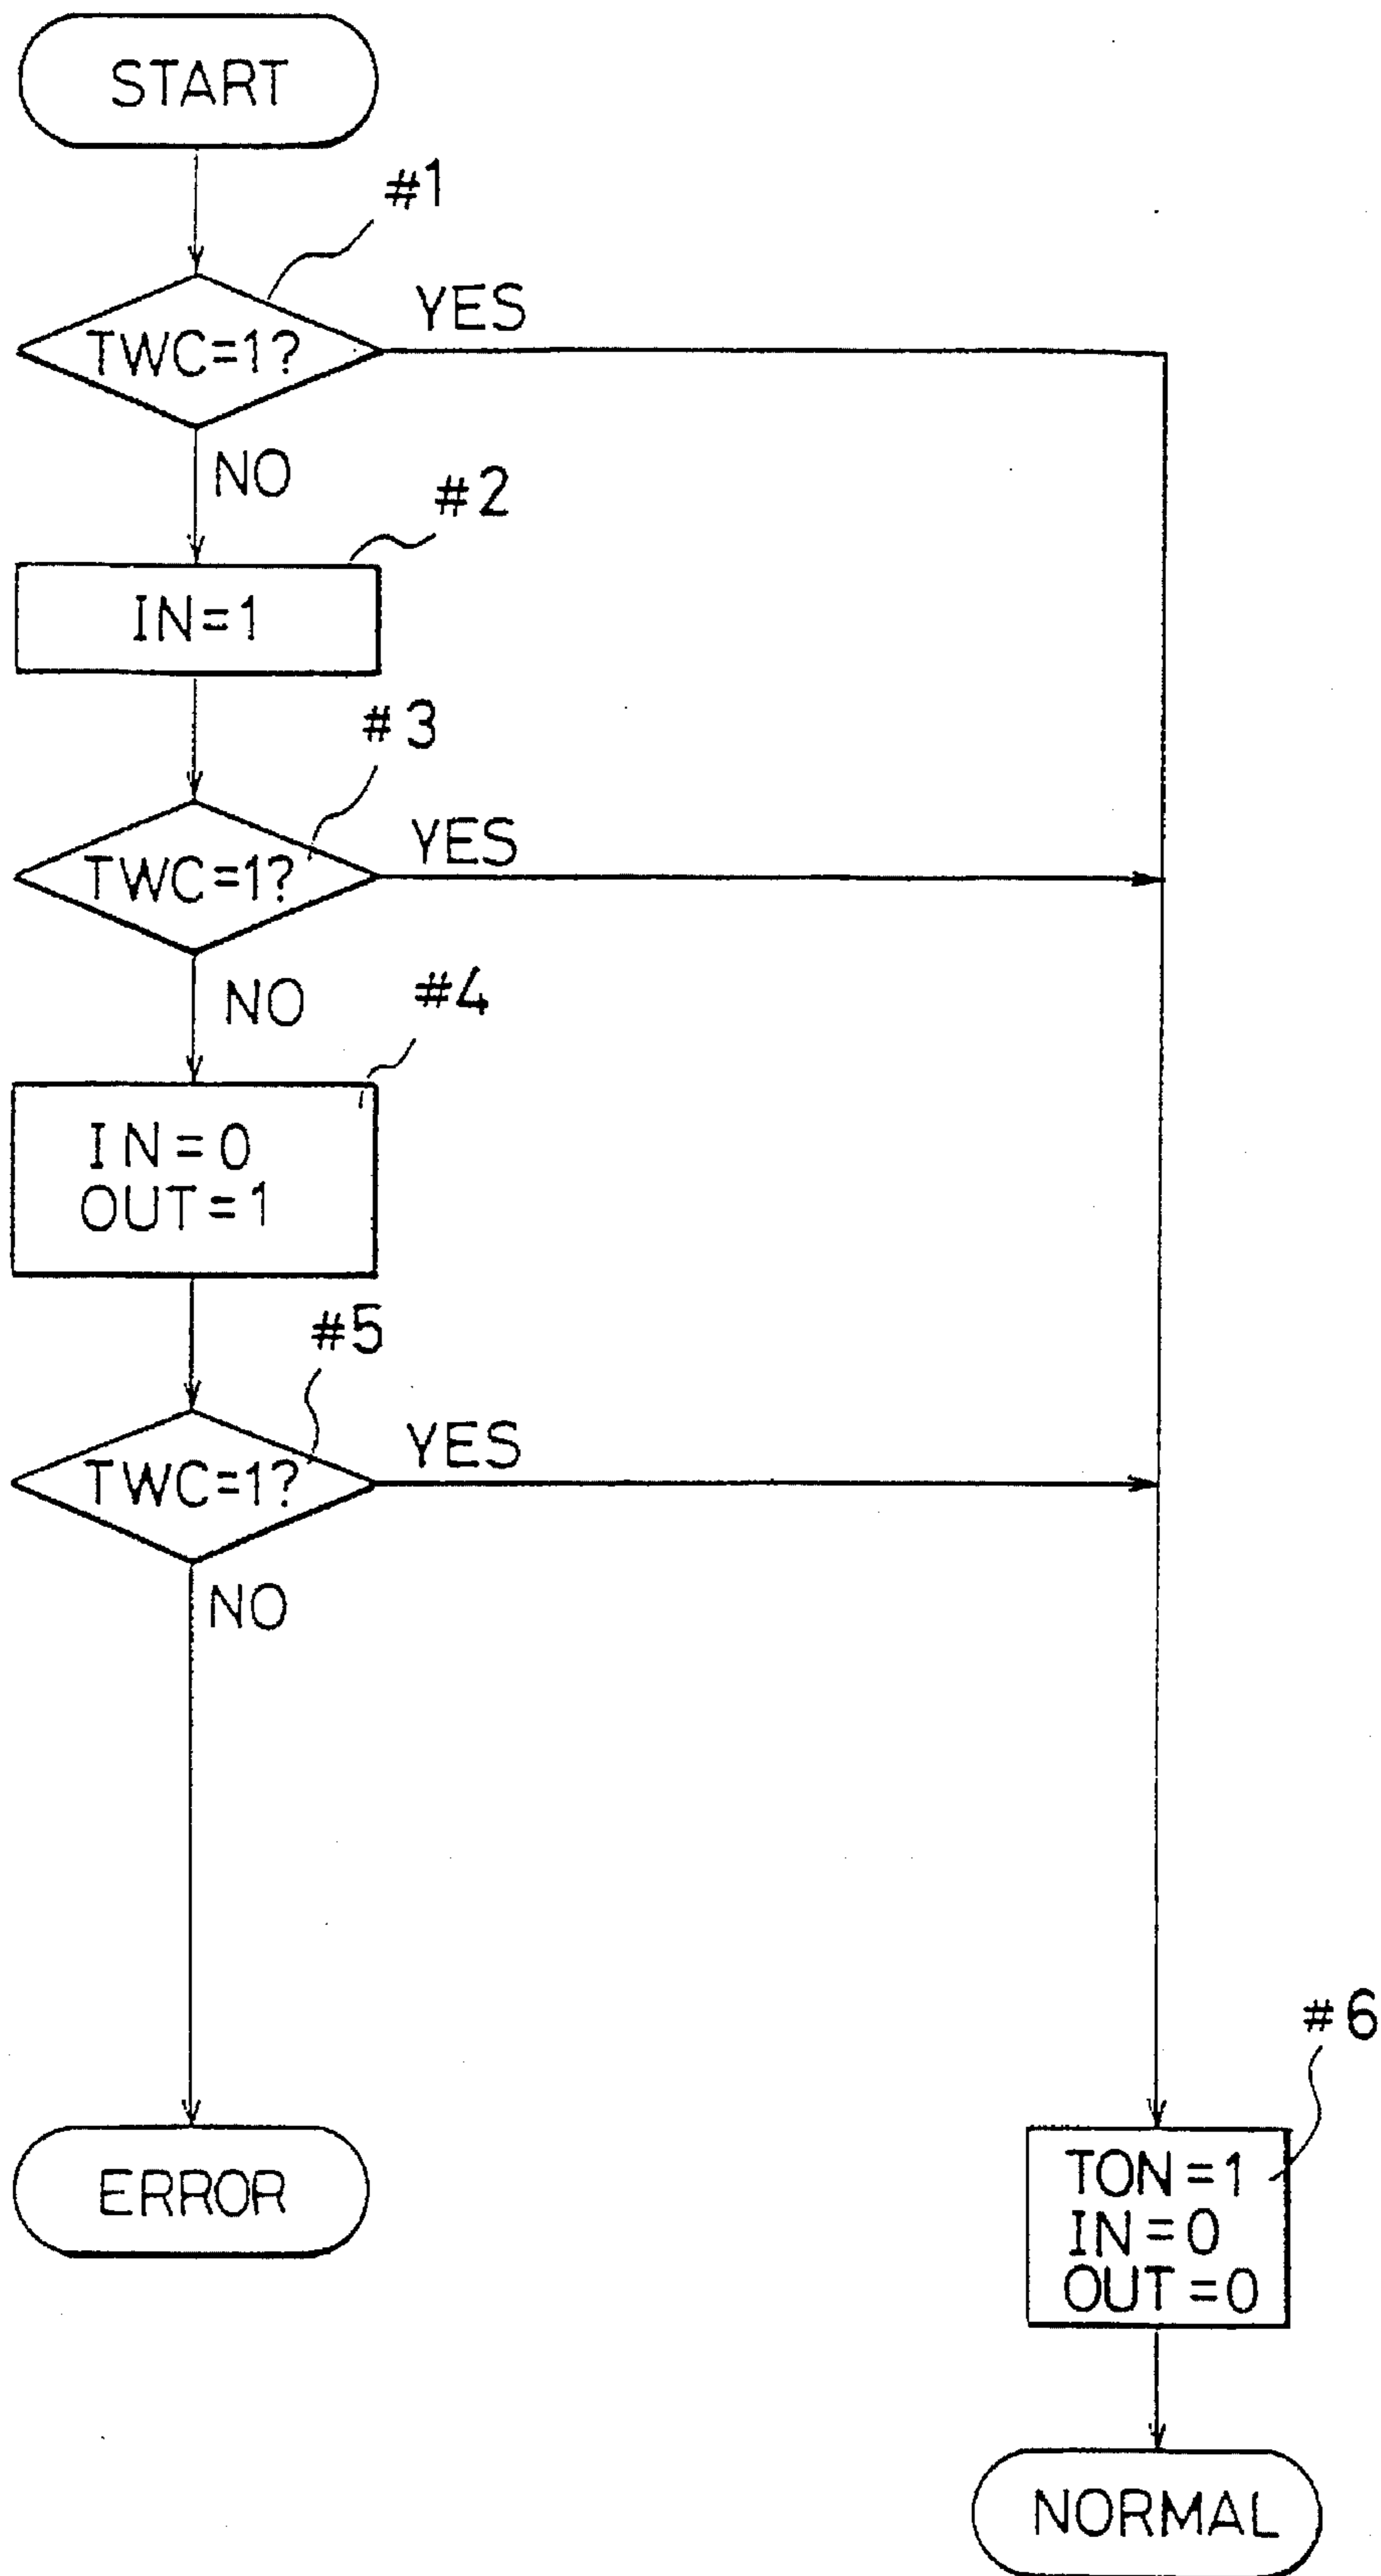 START
#1
YES
TWC=1?
NO
#2
IN=1
#3
YES
TWC=1?
NO
#4
IN=0
OUT=1
#5
YES
TWC=1?
NO
#6
ERROR
TON=1
IN=0
OUT=0
NORMAL